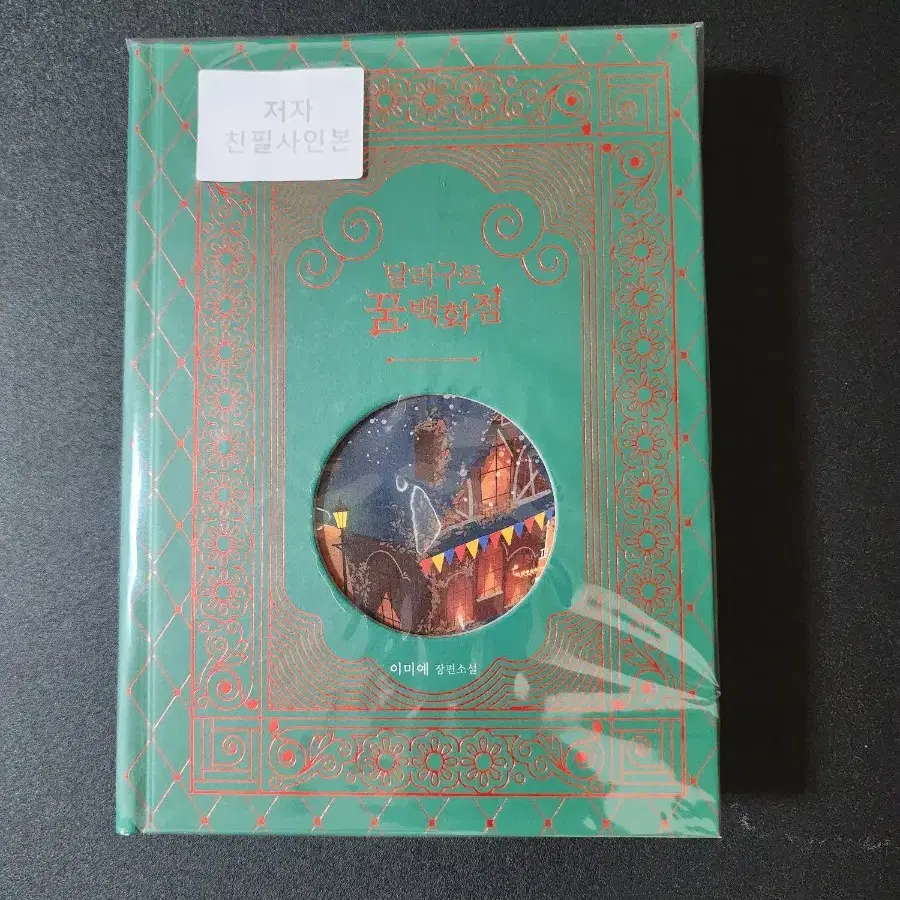 저자
친필사인본
달러구트
꿈 백화점
이미예 장편소설